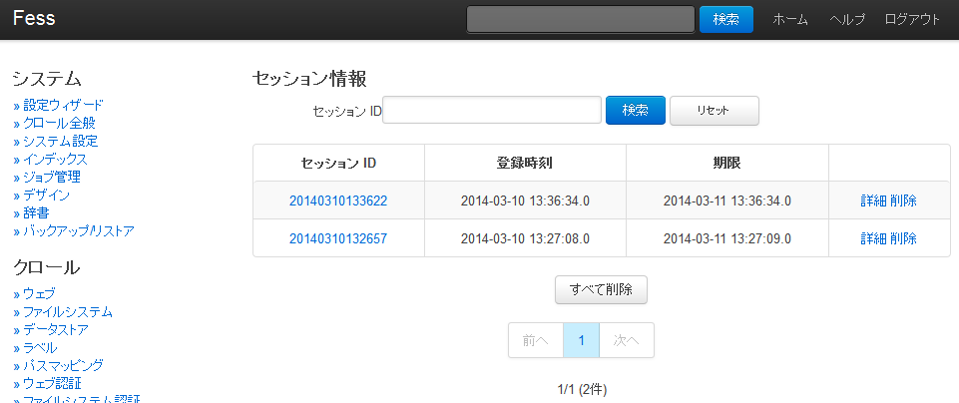 Fess
検索 ホーム ヘルプ ログアウト
システム
» 設定ウィザード
» クロール全般
» システム設定
» インデックス
» ジョブ管理
» デザイン
» 辞書
» バックアップ/リストア
クロール
» ウェブ
» ファイルシステム
» データストア
» ラベル
» パスマッピング
» ウェブ認証
» ファイルシステム認証
セッション情報
セッション ID 検索 リセット
セッション ID 登録時刻 期限
20140310133622 2014-03-10 13:36:34.0 2014-03-11 13:36:34.0 詳細 削除
20140310132657 2014-03-10 13:27:08.0 2014-03-11 13:27:09.0 詳細 削除
すべて削除
前へ 1 次へ
1/1 (2件)